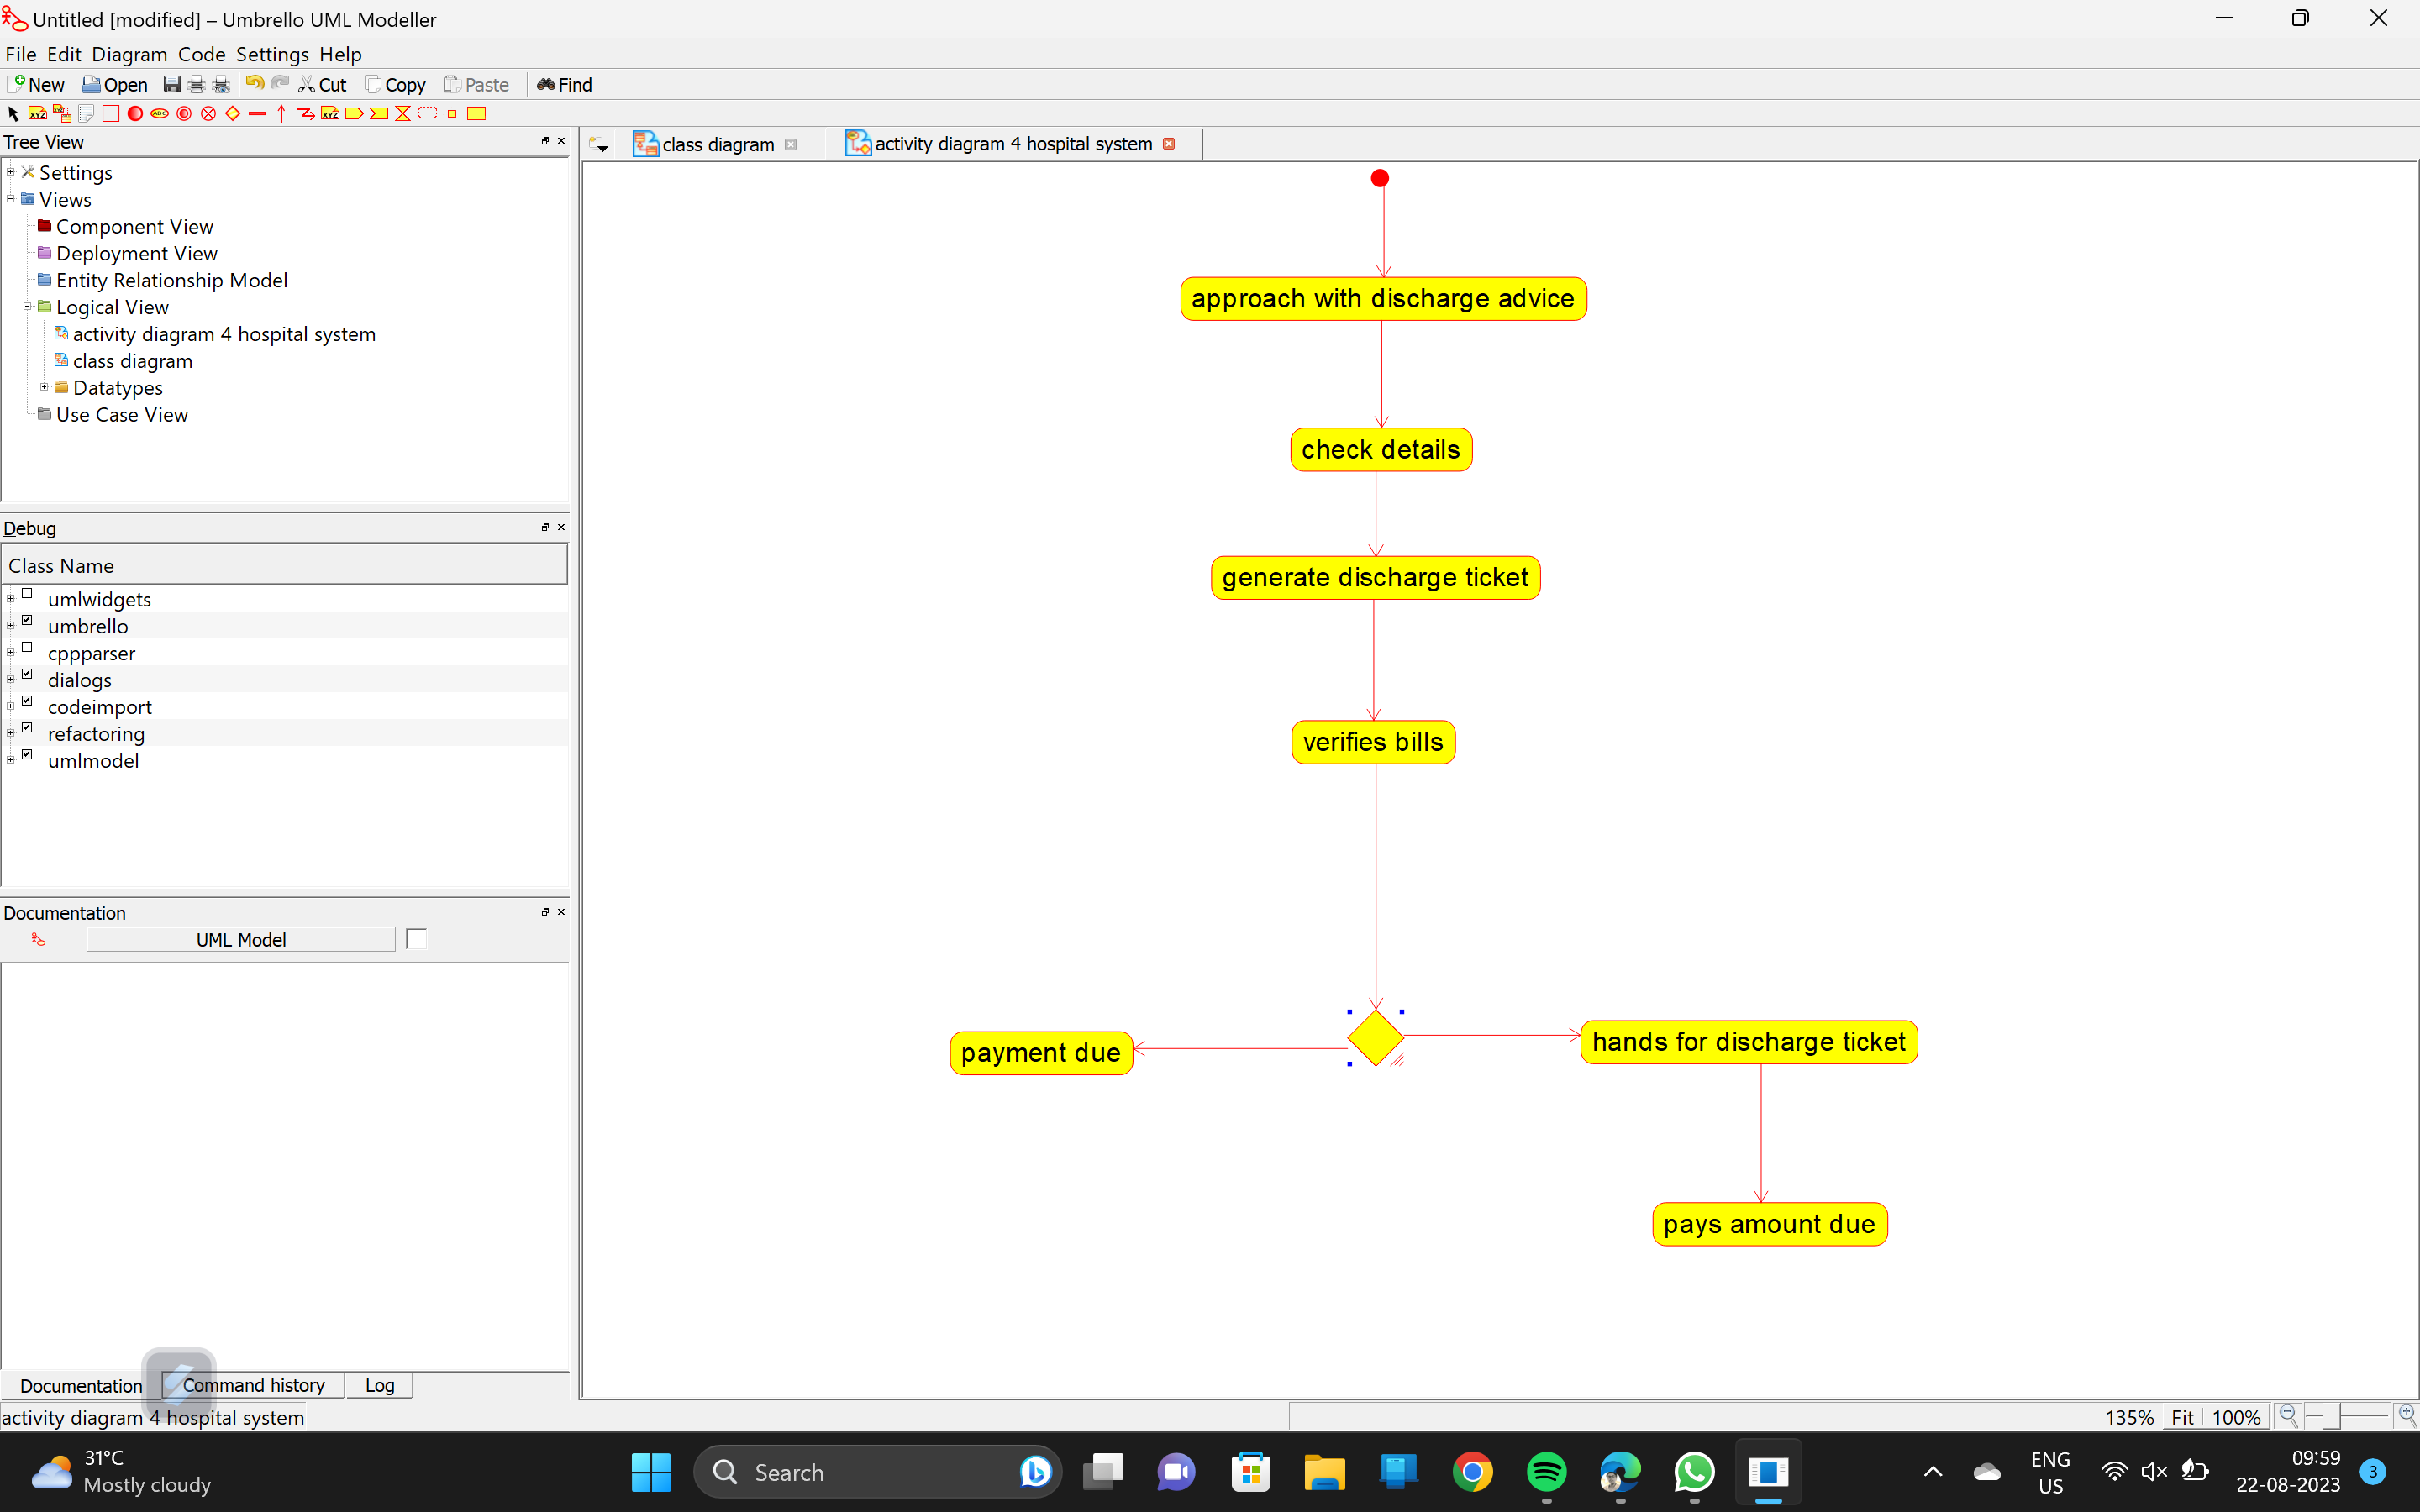 Untitled [modified] – Umbrello UML Modeller
File Edit Diagram Code Settings Help
New Open Cut Copy Paste Find
Tree View
class diagram activity diagram 4 hospital system
Settings
Views
Component View
Deployment View
Entity Relationship Model
Logical View
activity diagram 4 hospital system
class diagram
Datatypes
Use Case View
Debug
Class Name
umlwidgets
umbrello
cppparser
dialogs
codeimport
refactoring
umlmodel
Documentation
UML Model
Documentation Command history Log
approach with discharge advice
check details
generate discharge ticket
verifies bills
payment due
hands for discharge ticket
pays amount due
activity diagram 4 hospital system
135% Fit 100%
31°C
Mostly cloudy
Search
ENG
US
09:59
22-08-2023
3